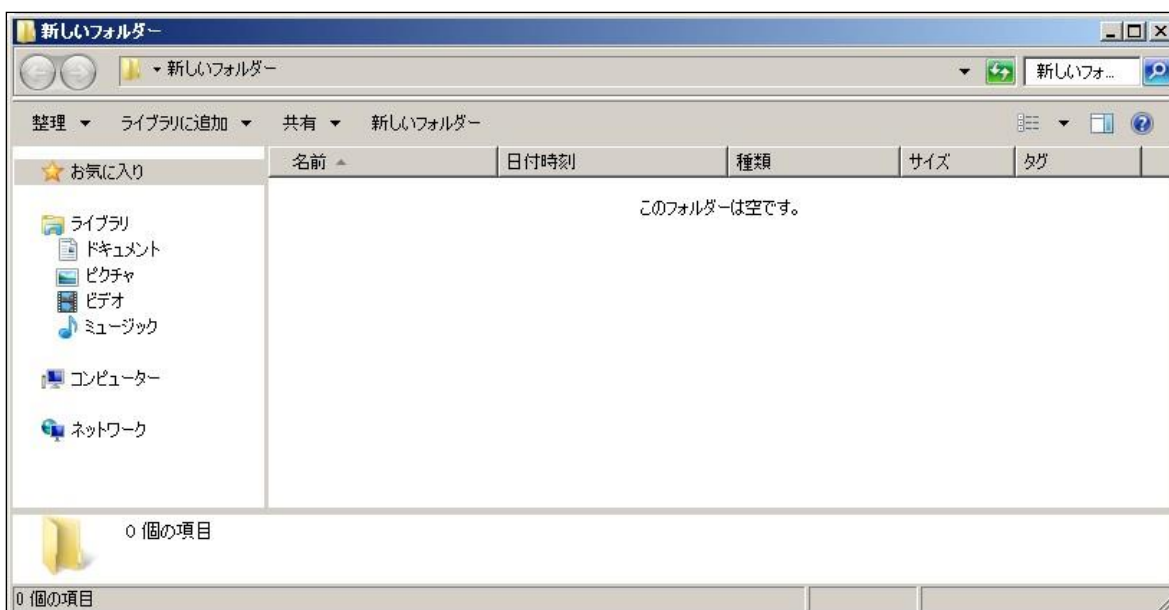 新しいフォルダー
新しいフォルダー
新しいフォ...
整理 ライブラリに追加 共有 新しいフォルダー
名前 日付時刻 種類 サイズ タグ
お気に入り
ライブラリ
ドキュメント
ピクチャ
ビデオ
ミュージック
コンピューター
ネットワーク
このフォルダーは空です。
0 個の項目
0 個の項目